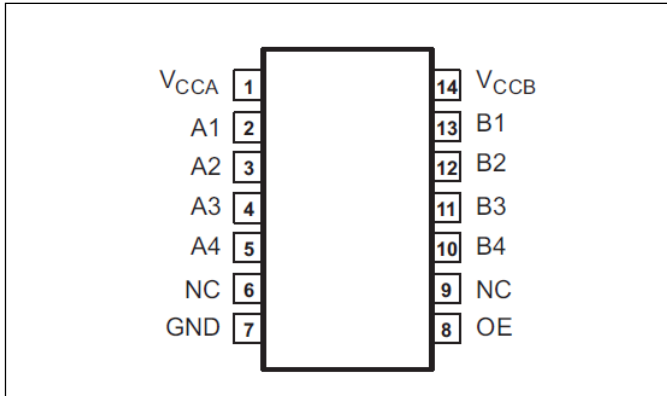 VCCA 1 14 VCCB
A1 2 13 B1
A2 3 12 B2
A3 4 11 B3
A4 5 10 B4
NC 6 9 NC
GND 7 8 OE